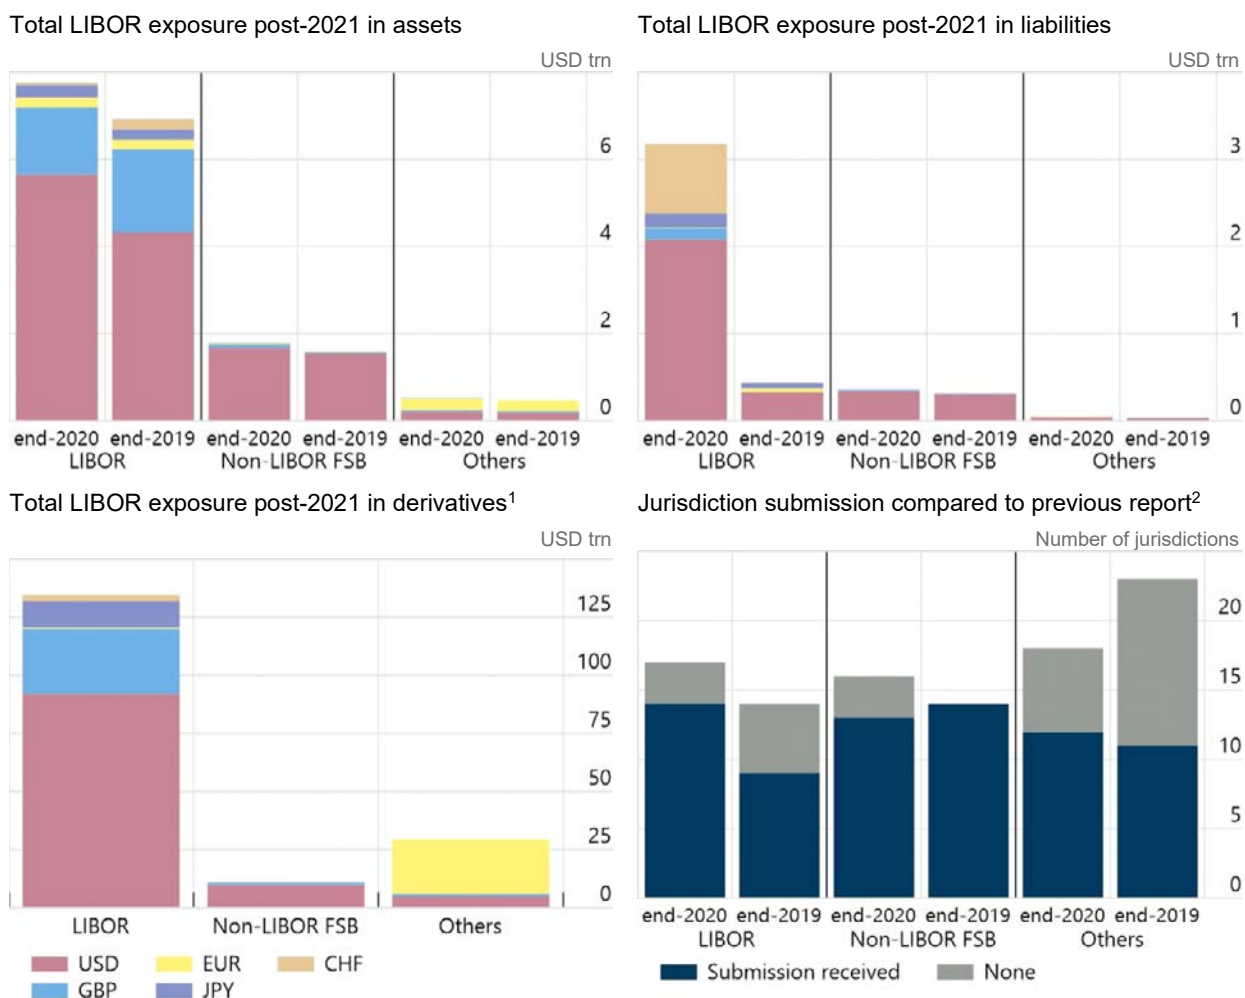 Total LIBOR exposure post-2021 in assets
USD trn
6
4
2
0
end-2020 end-2019 end-2020 end-2019 end-2020 end-2019
LIBOR Non-LIBOR FSB Others
Total LIBOR exposure post-2021 in liabilities
USD trn
3
2
1
0
end-2020 end-2019 end-2020 end-2019 end-2020 end-2019
LIBOR Non-LIBOR FSB Others
Total LIBOR exposure post-2021 in derivatives¹
USD trn
125
100
75
50
25
0
LIBOR Non-LIBOR FSB Others
USD EUR CHF
GBP JPY
Jurisdiction submission compared to previous report²
Number of jurisdictions
20
15
10
5
0
end-2020 end-2019 end-2020 end-2019 end-2020 end-2019
LIBOR Non-LIBOR FSB Others
Submission received None